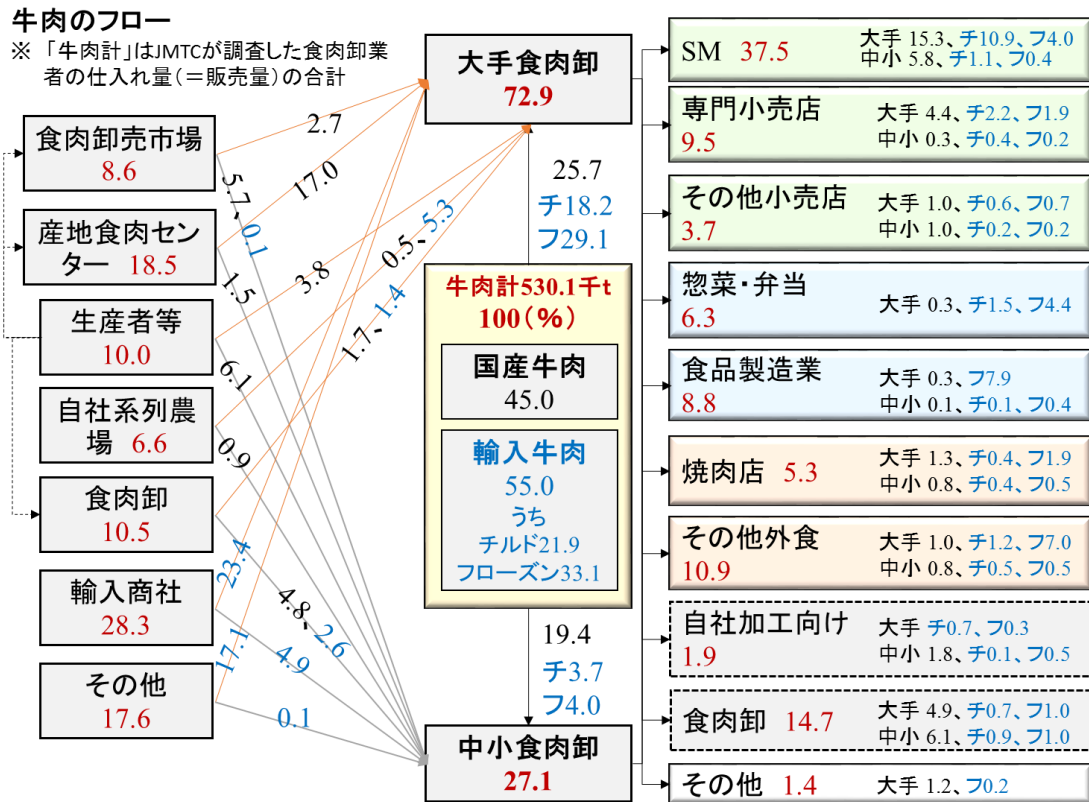 牛肉のフロー
※ 「牛肉計」はJMTCが調査した食肉卸業
者の仕入れ量(=販売量)の合計
食肉卸売市場
8.6
産地食肉セン
ター 18.5
生産者等
10.0
自社系列農
場 6.6
食肉卸
10.5
輸入商社
28.3
その他
17.6
2.7
5.7、0.1
17.0
1.5
3.8
6.1
0.5、5.3
0.9
1.7、1.4
4.8、2.6
23.4
4.9
17.1
0.1
大手食肉卸
72.9
25.7
チ18.2
フ29.1
牛肉計530.1千t
100(%)
国産牛肉
45.0
輸入牛肉
55.0
うち
チルド21.9
フローズン33.1
19.4
チ3.7
フ4.0
中小食肉卸
27.1
SM 37.5
大手 15.3、チ10.9、フ4.0
中小 5.8、チ1.1、フ0.4
専門小売店
9.5
大手 4.4、チ2.2、フ1.9
中小 0.3、チ0.4、フ0.2
その他小売店
3.7
大手 1.0、チ0.6、フ0.7
中小 1.0、チ0.2、フ0.2
惣菜・弁当
6.3
大手 0.3、チ1.5、フ4.4
食品製造業
8.8
大手 0.3、フ7.9
中小 0.1、チ0.1、フ0.4
焼肉店 5.3
大手 1.3、チ0.4、フ1.9
中小 0.8、チ0.4、フ0.5
その他外食
10.9
大手 1.0、チ1.2、フ7.0
中小 0.8、チ0.5、フ0.5
自社加工向け
1.9
大手 チ0.7、フ0.3
中小 1.8、チ0.1、フ0.5
食肉卸 14.7
大手 4.9、チ0.7、フ1.0
中小 6.1、チ0.9、フ1.0
その他 1.4
大手 1.2、フ0.2